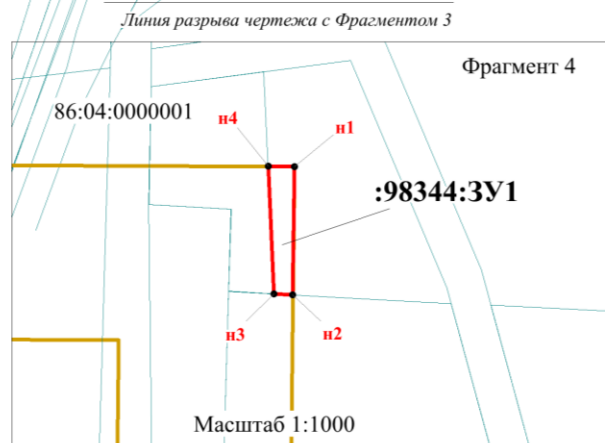 Линия разрыва чертежа с Фрагментом 3
Фрагмент 4
86:04:0000001
н4
н1
:98344:ЗУ1
н3
н2
Масштаб 1:1000